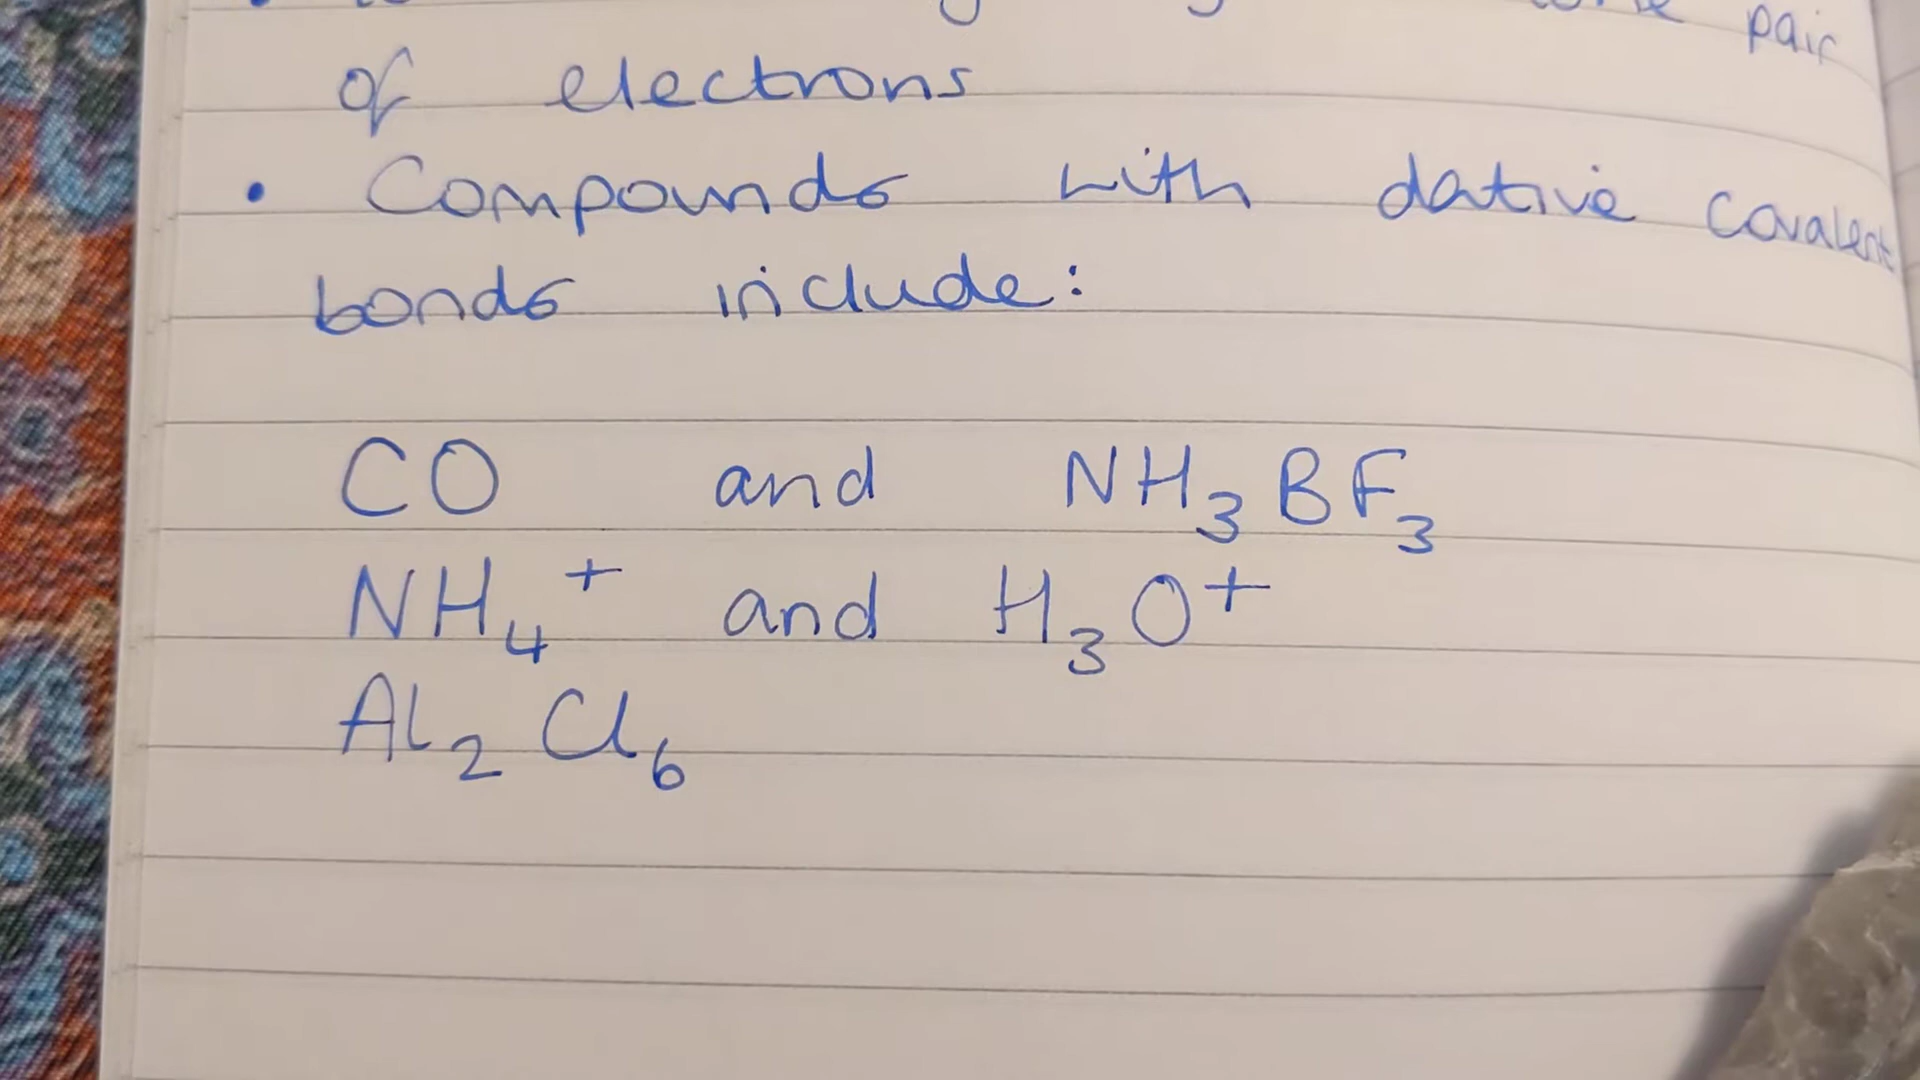 pair
of electrons
• Compounds with dative covalent
bonds include:
CO and NH₃BF₃
NH₄⁺ and H₃O⁺
Al₂Cl₆